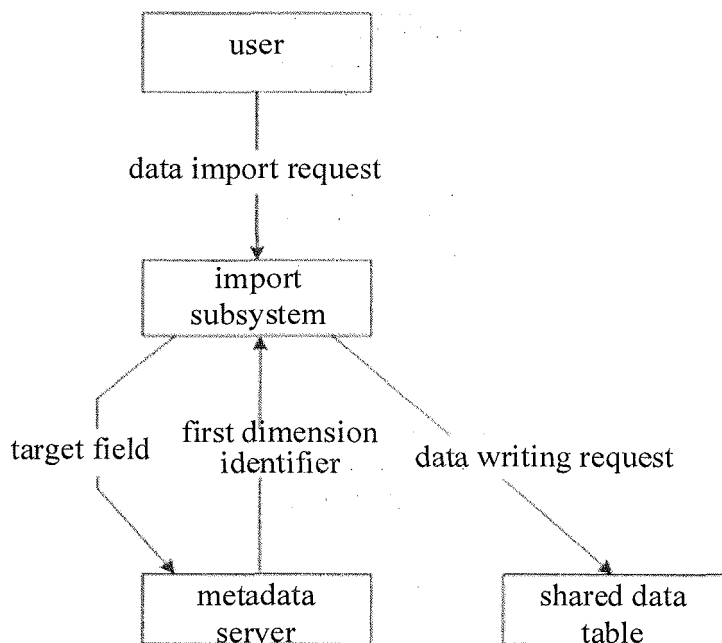 user
data import request
import
subsystem
target field
first dimension
identifier
data writing request
metadata
server
shared data
table